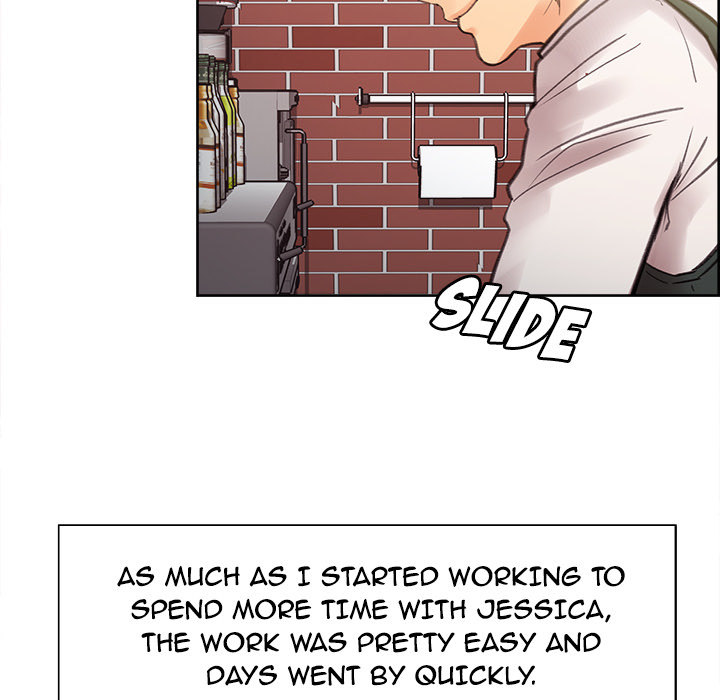 SLIDE
AS MUCH AS I STARTED WORKING TO
SPEND MORE TIME WITH JESSICA,
THE WORK WAS PRETTY EASY AND
DAYS WENT BY QUICKLY.